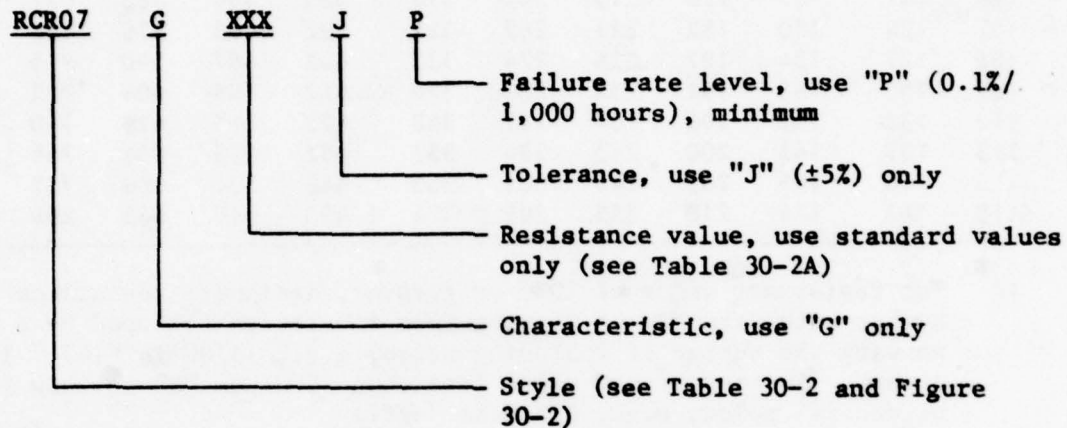 RCR07 G XXX J P
Failure rate level, use "P" (0.1%/
1,000 hours), minimum
Tolerance, use "J" (±5%) only
Resistance value, use standard values
only (see Table 30-2A)
Characteristic, use "G" only
Style (see Table 30-2 and Figure
30-2)